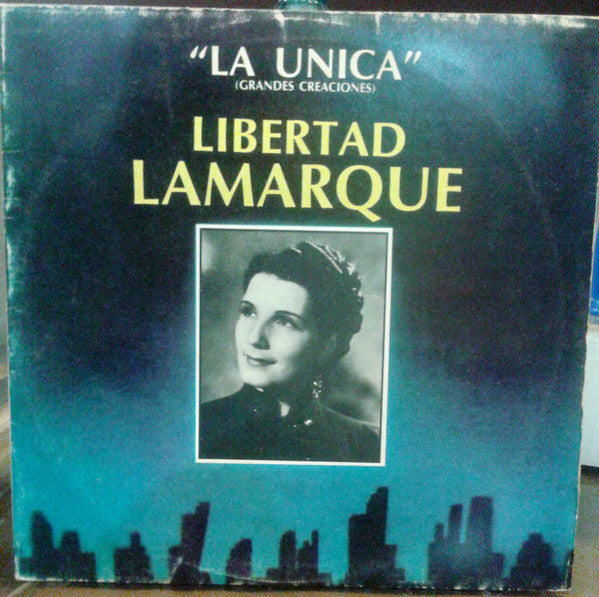 “LA UNICA”
(GRANDES CREACIONES)
LIBERTAD
LAMARQUE